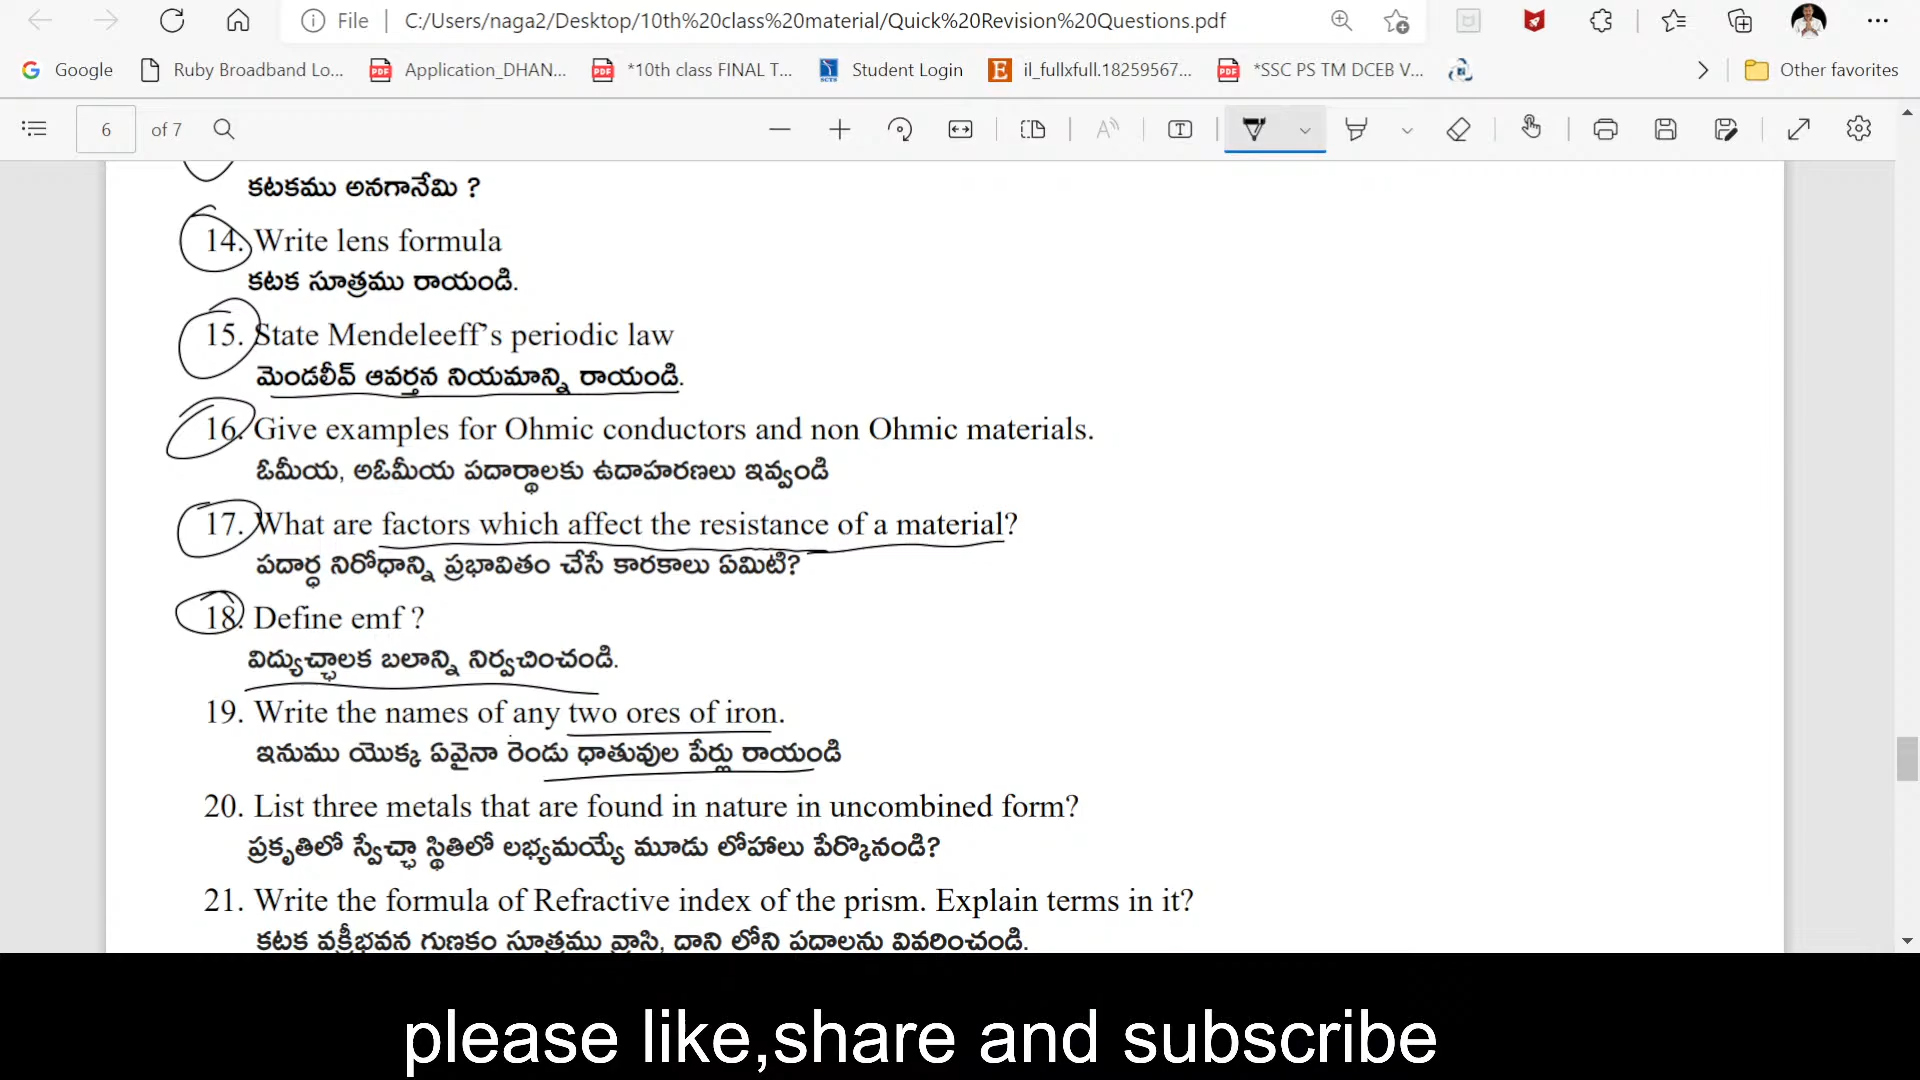 File
C:/Users/naga2/Desktop/10th%20class%20material/Quick%20Revision%20Questions.pdf
Google
Ruby Broadband Lo...
Application_DHAN...
*10th class FINAL T...
Student Login
il_fullxfull.18259567...
*SSC PS TM DCEB V...
Other favorites
6 of 7
కటకము అనగానేమి ?
14. Write lens formula
కటక సూత్రము రాయండి.
15. State Mendeleeff's periodic law
మెండలీవ్ ఆవర్తన నియమాన్ని రాయండి.
16. Give examples for Ohmic conductors and non Ohmic materials.
ఓమీయ, అఓమీయ పదార్థాలకు ఉదాహరణలు ఇవ్వండి
17. What are factors which affect the resistance of a material?
పదార్ధ నిరోధాన్ని ప్రభావితం చేసే కారకాలు ఏమిటి?
18. Define emf ?
విద్యుచ్ఛాలక బలాన్ని నిర్వచించండి.
19. Write the names of any two ores of iron.
ఇనుము యొక్క ఏవైనా రెండు ధాతువుల పేర్లు రాయండి
20. List three metals that are found in nature in uncombined form?
ప్రకృతిలో స్వేచ్ఛా స్థితిలో లభ్యమయ్యే మూడు లోహాలు పేర్కొనండి?
21. Write the formula of Refractive index of the prism. Explain terms in it?
కటక వక్రీభవన గుణకం సూత్రము వ్రాసి, దాని లోని పదాలను వివరించండి.
please like,share and subscribe